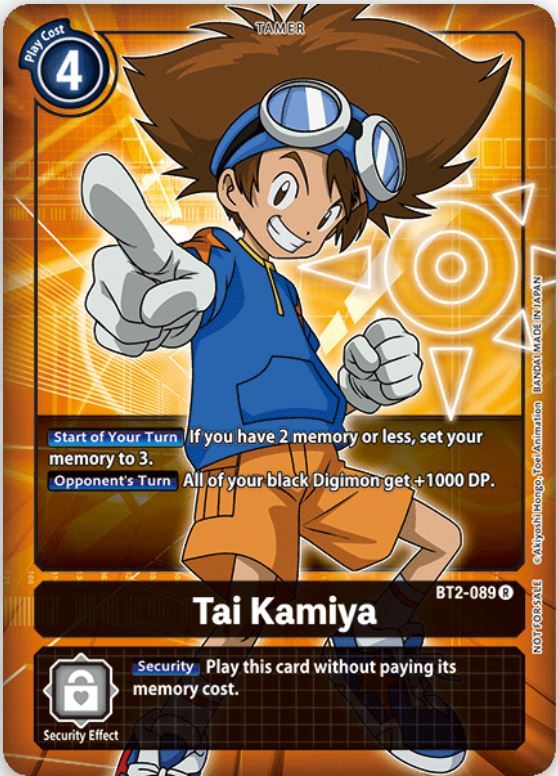 TAMER
Play Cost
4
Start of Your Turn If you have 2 memory or less, set your
memory to 3.
Opponent's Turn All of your black Digimon get +1000 DP.
BT2-089 R
Tai Kamiya
Security Play this card without paying its
memory cost.
Security Effect
NOT FOR SALE ©Akiyoshi Hongo, Toei Animation BANDAI MADE IN JAPAN